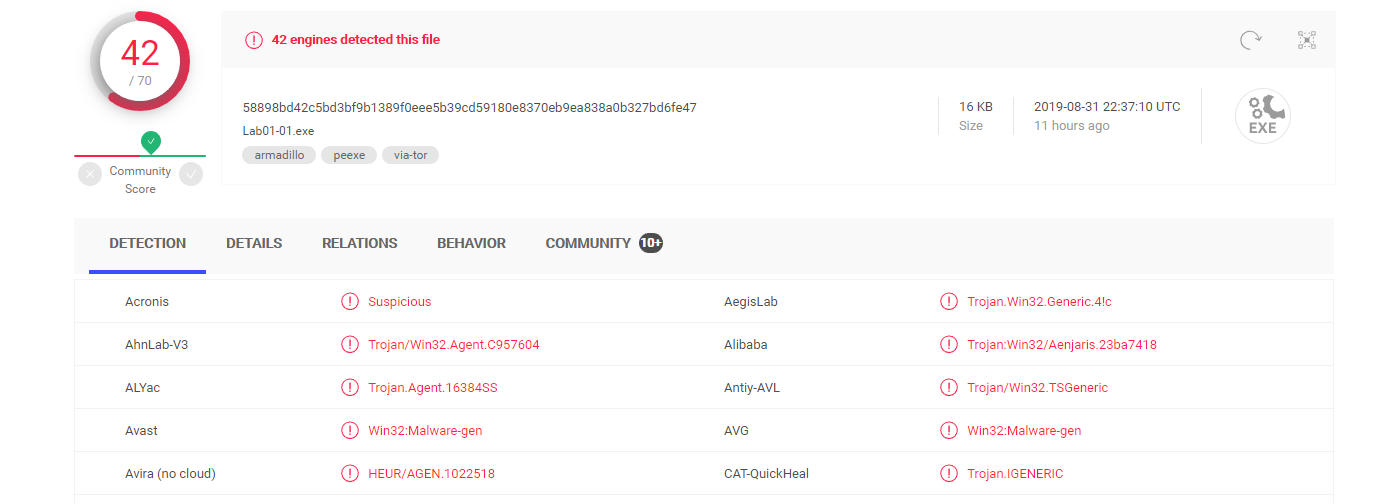 42
/ 70
42 engines detected this file
58898bd42c5bd3bf9b1389f0eee5b39cd59180e8370eb9ea838a0b327bd6fe47
Lab01-01.exe
armadillo peexe via-tor
16 KB
Size
2019-08-31 22:37:10 UTC
11 hours ago
EXE
Community
Score
DETECTION DETAILS RELATIONS BEHAVIOR COMMUNITY 10+
Acronis Suspicious AegisLab Trojan.Win32.Generic.4!c
AhnLab-V3 Trojan/Win32.Agent.C957604 Alibaba Trojan:Win32/Aenjaris.23ba7418
ALYac Trojan.Agent.16384SS Antiy-AVL Trojan/Win32.TSGeneric
Avast Win32:Malware-gen AVG Win32:Malware-gen
Avira (no cloud) HEUR/AGEN.1022518 CAT-QuickHeal Trojan.IGENERIC